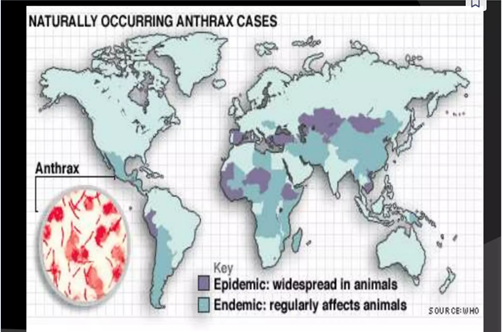 NATURALLY OCCURRING ANTHRAX CASES
Anthrax
Key
Epidemic: widespread in animals
Endemic: regularly affects animals
SOURCE:WHO